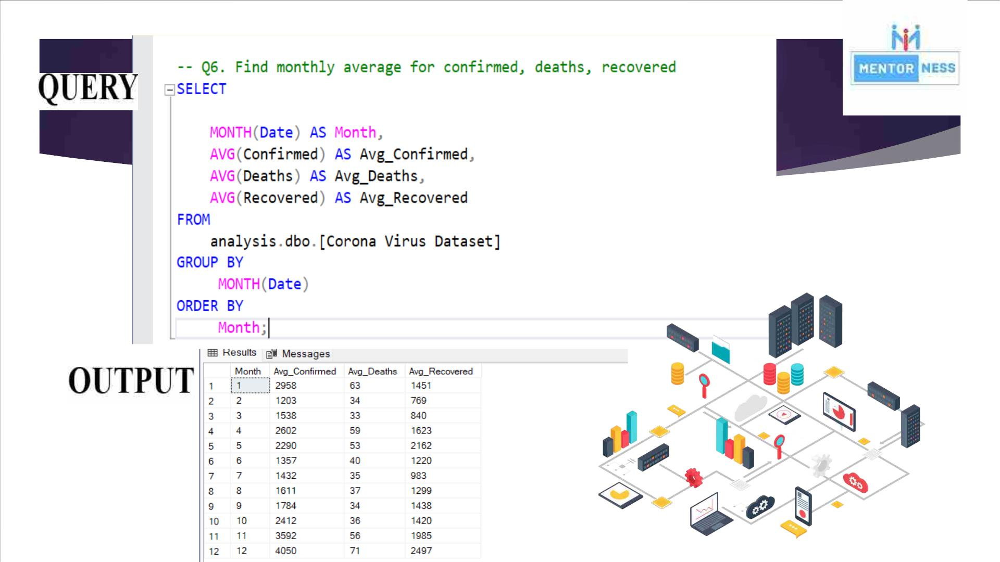 MENTOR NESS
QUERY
-- Q6. Find monthly average for confirmed, deaths, recovered
SELECT
MONTH(Date) AS Month,
AVG(Confirmed) AS Avg_Confirmed,
AVG(Deaths) AS Avg_Deaths,
AVG(Recovered) AS Avg_Recovered
FROM
analysis.dbo.[Corona Virus Dataset]
GROUP BY
MONTH(Date)
ORDER BY
Month;
OUTPUT
Results Messages
Month Avg_Confirmed Avg_Deaths Avg_Recovered
1 1 2958 63 1451
2 2 1203 34 769
3 3 1538 33 840
4 4 2602 59 1623
5 5 2290 53 2162
6 6 1357 40 1220
7 7 1432 35 983
8 8 1611 37 1299
9 9 1784 34 1438
10 10 2412 36 1420
11 11 3592 56 1985
12 12 4050 71 2497